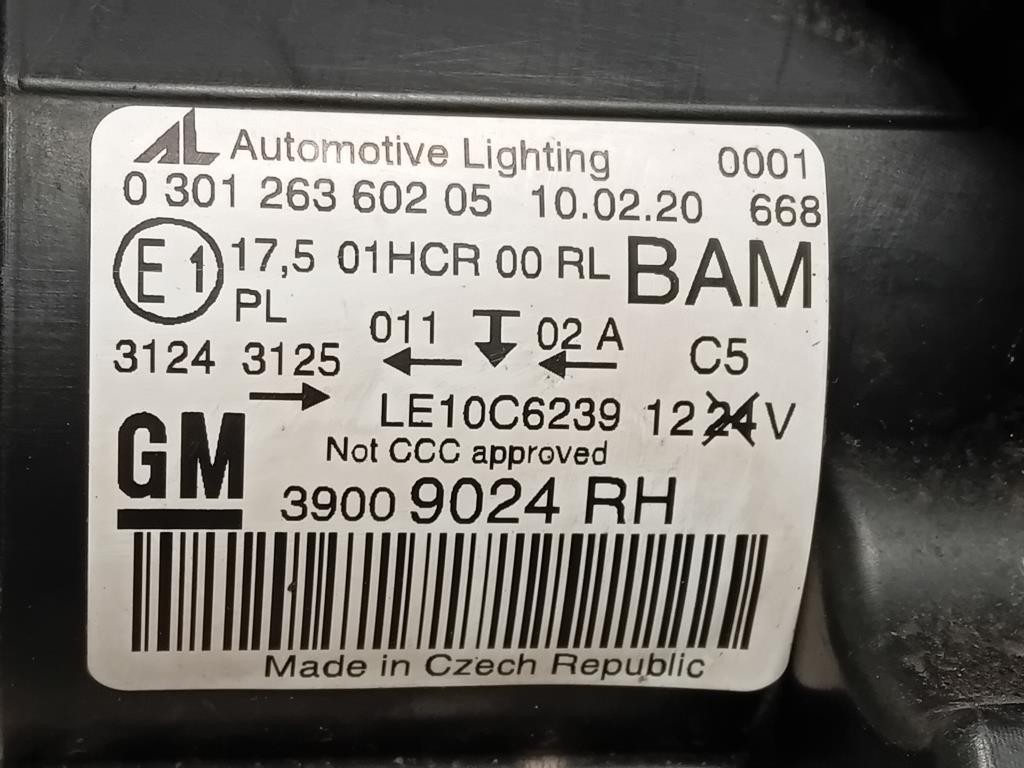 AL Automotive Lighting 0001
0 301 263 602 05 10.02.20 668
E1 17,5 01HCR 00 RL BAM
PL
011 02 A
3124 3125 C5
LE10C6239 12 24 V
Not CCC approved
GM
3900 9024 RH
Made in Czech Republic